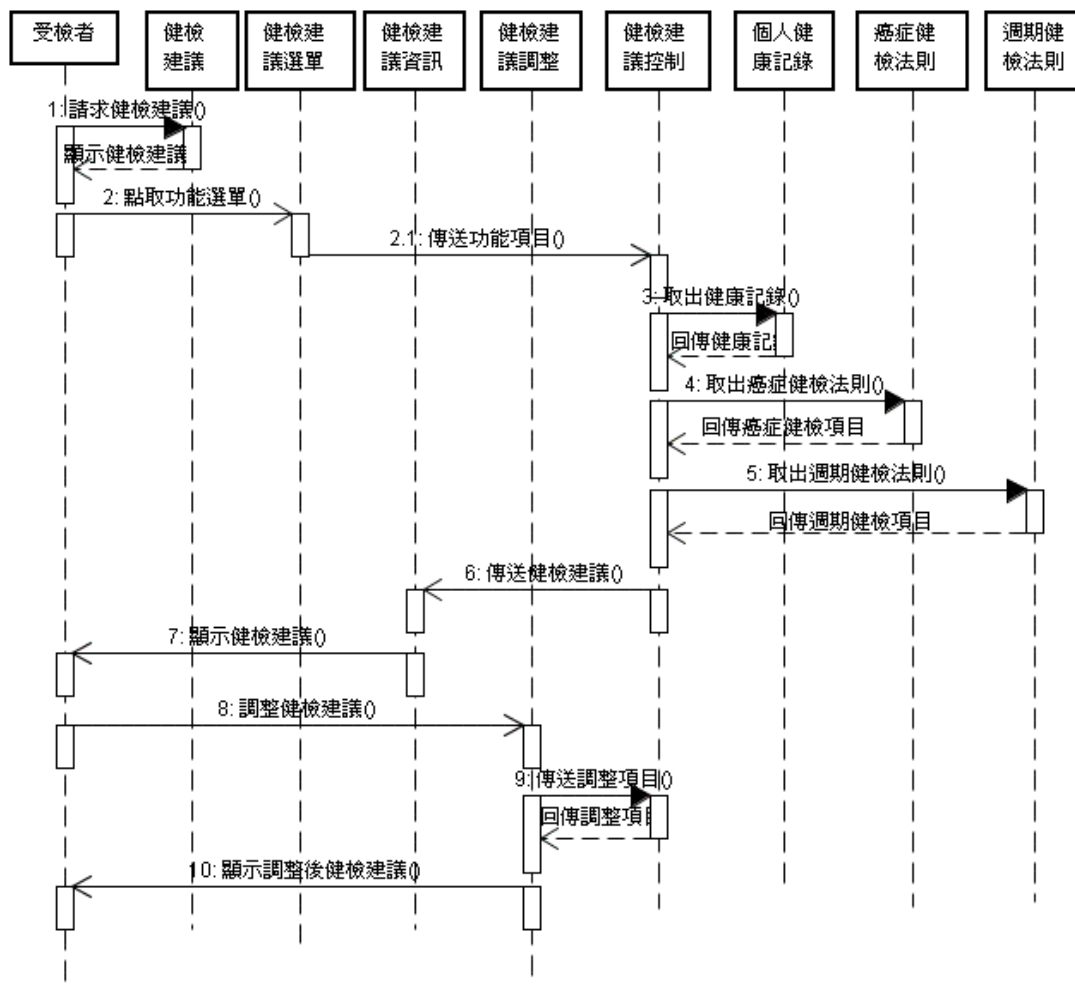 受檢者
健檢
建議
健檢建
議選單
健檢建
議資訊
健檢建
議調整
健檢建
議控制
個人健
康記錄
癌症健
檢法則
週期健
檢法則
1: 請求健檢建議()
顯示健檢建議
2: 點取功能選單()
2.1: 傳送功能項目()
3: 取出健康記錄()
回傳健康記錄
4: 取出癌症健檢法則()
回傳癌症健檢項目
5: 取出週期健檢法則()
回傳週期健檢項目
6: 傳送健檢建議()
7: 顯示健檢建議()
8: 調整健檢建議()
9: 傳送調整項目()
回傳調整項目
10: 顯示調整後健檢建議()